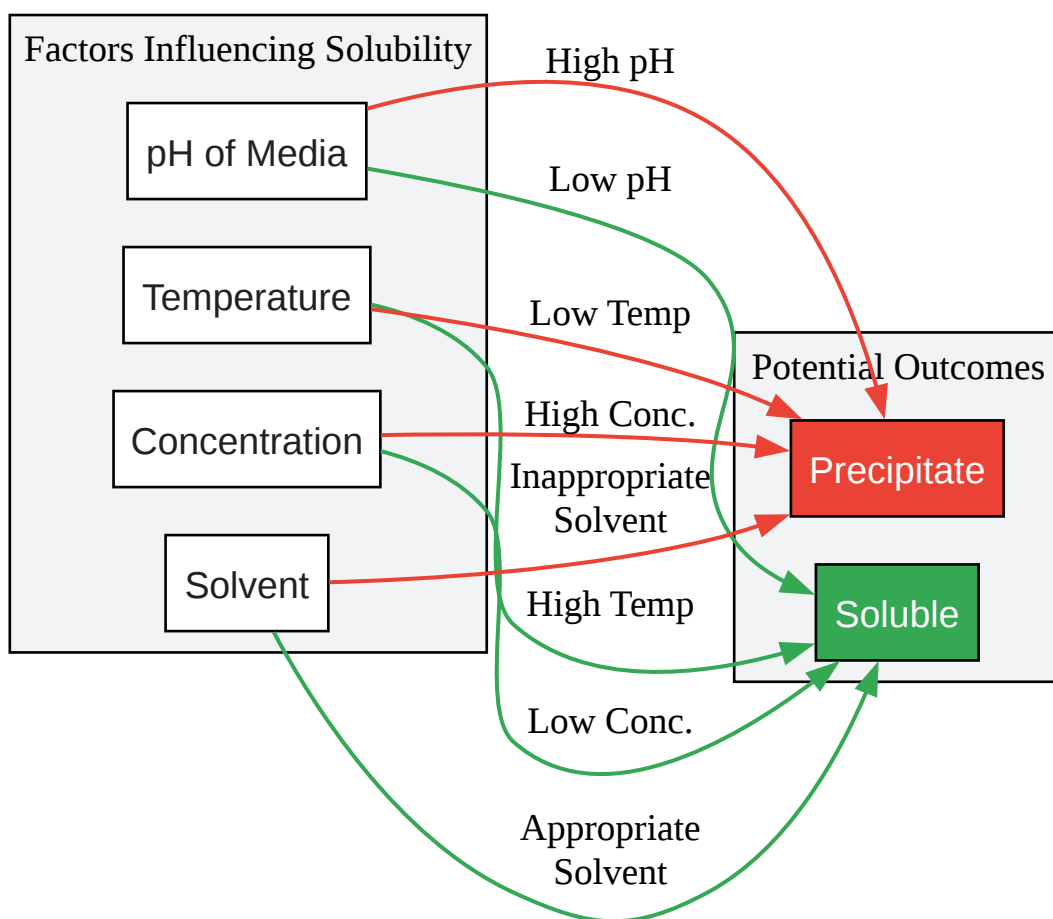 Factors Influencing Solubility
pH of Media
Temperature
Concentration
Solvent
High pH
Low pH
Low Temp
High Conc.
Inappropriate
Solvent
High Temp
Low Conc.
Appropriate
Solvent
Potential Outcomes
Precipitate
Soluble